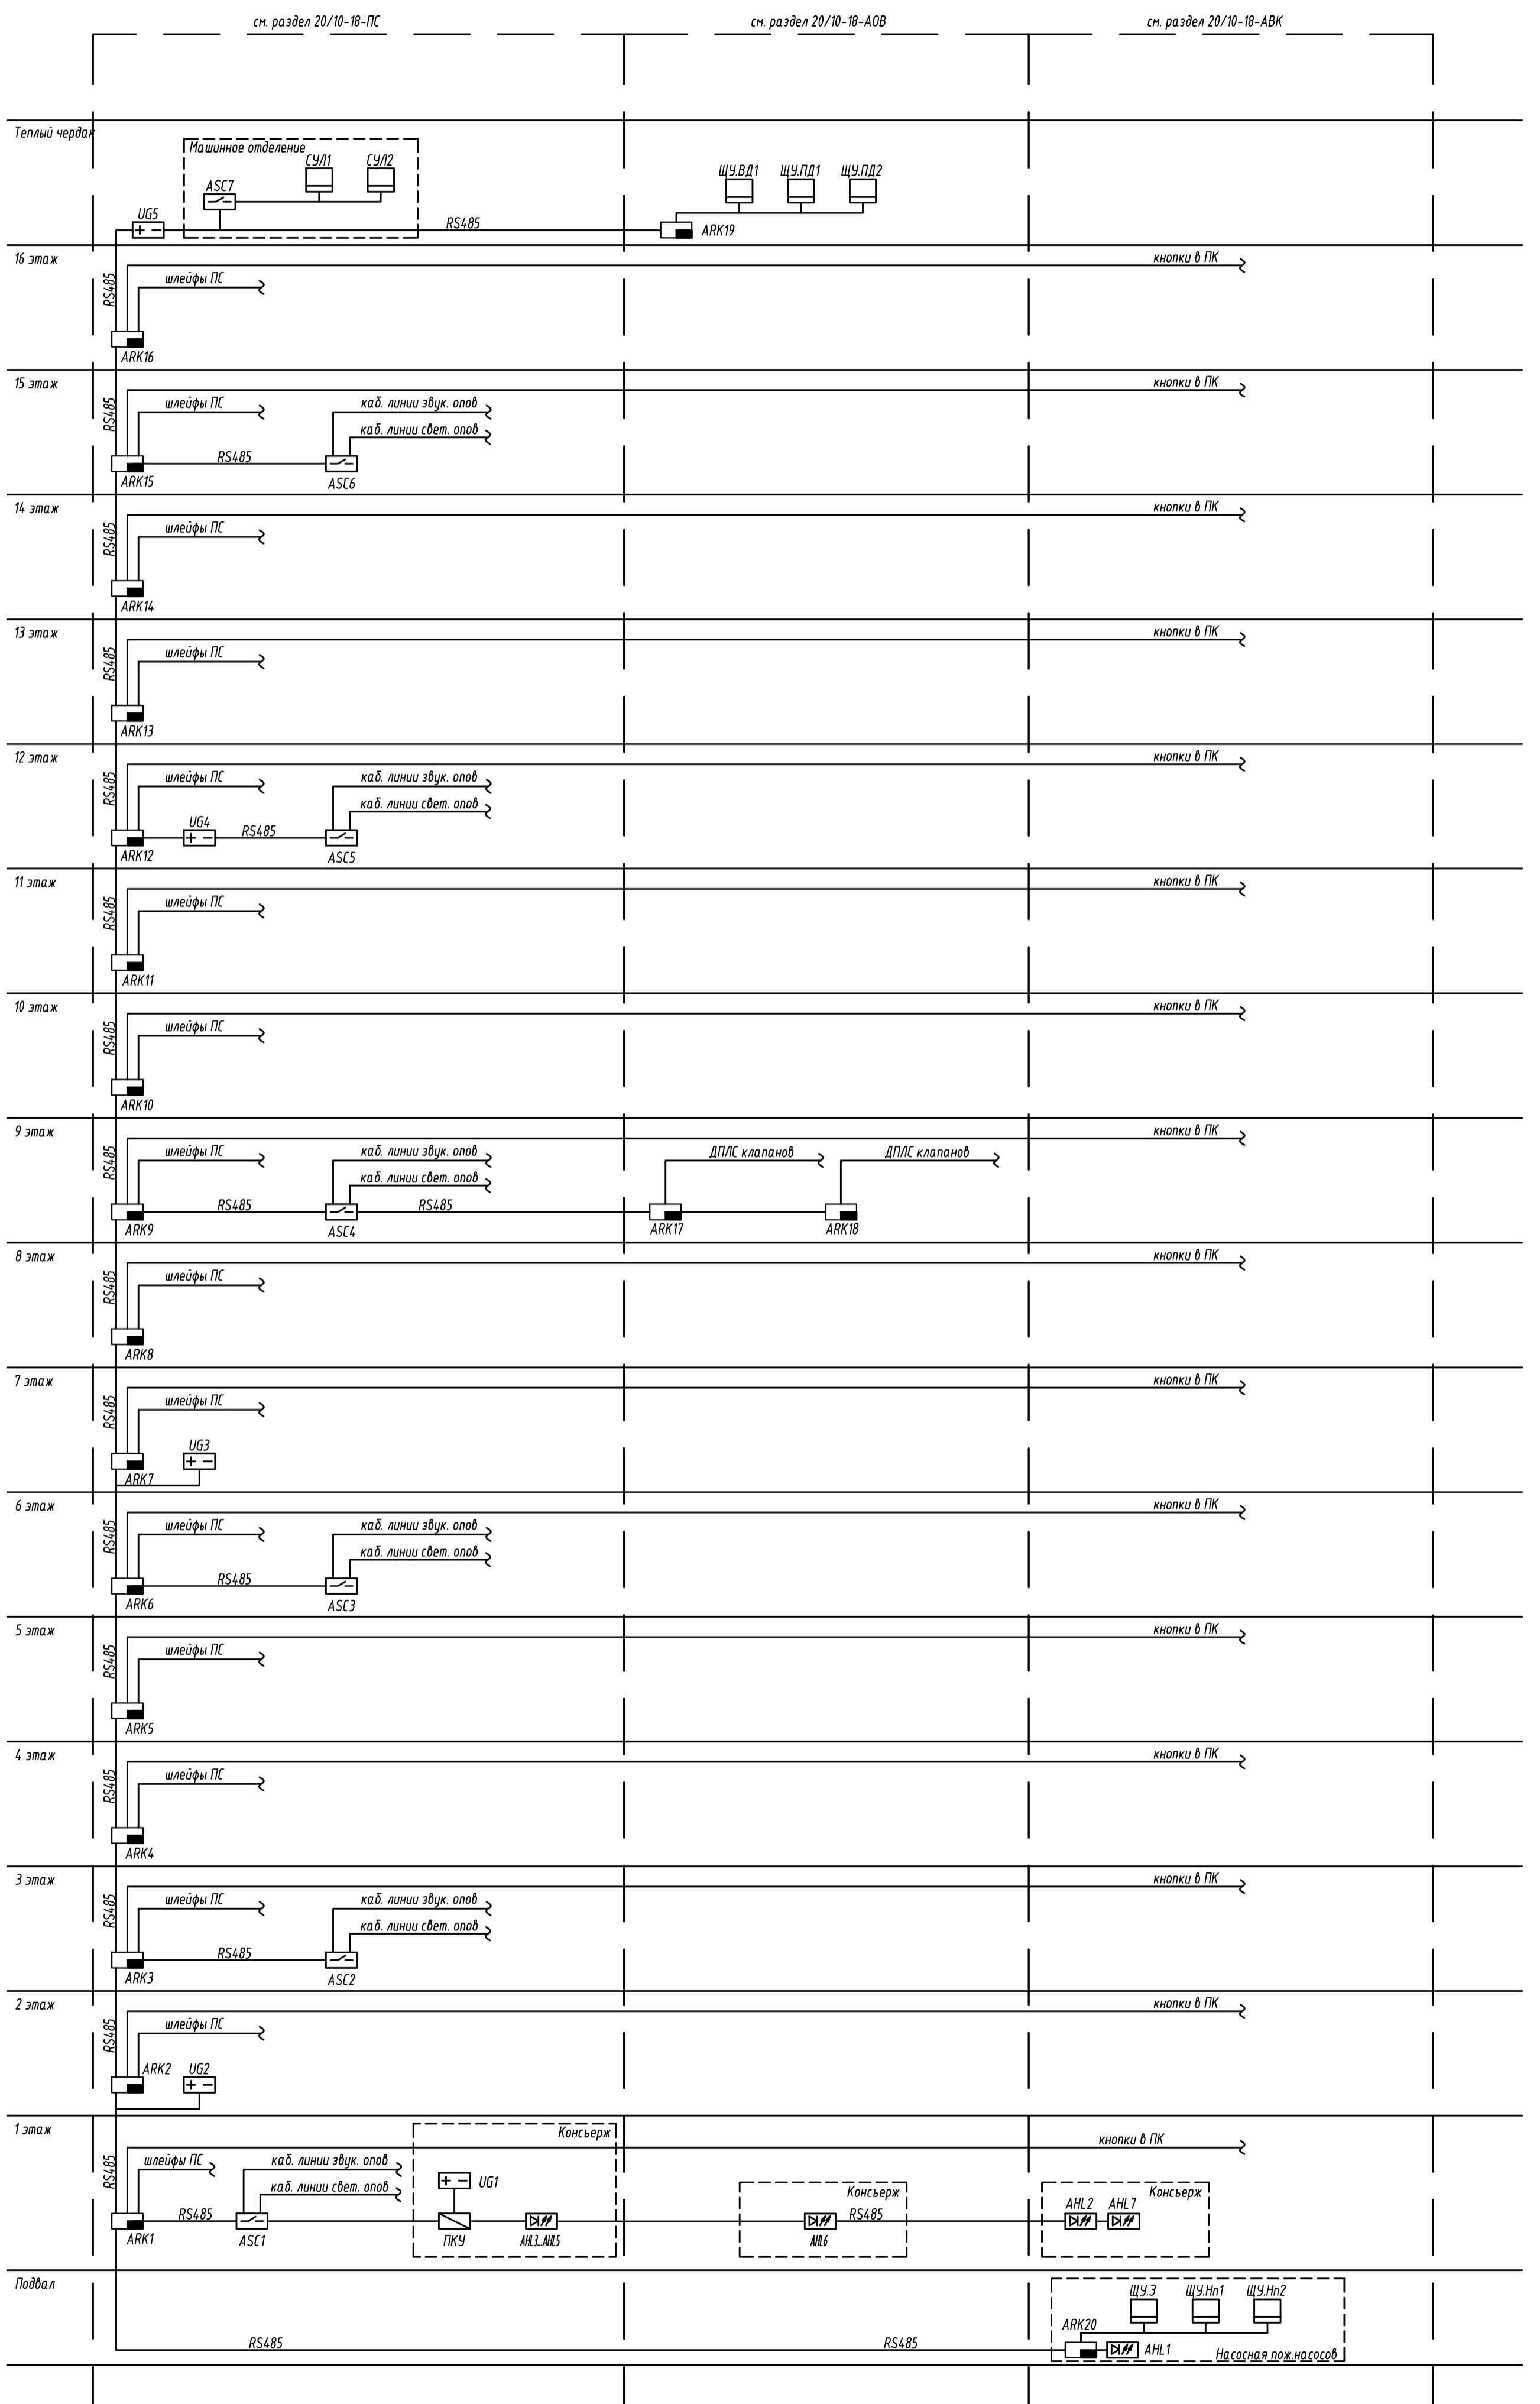 см. раздел 20/10-18-ПС
см. раздел 20/10-18-АОВ
см. раздел 20/10-18-АВК
Теплый чердак
Машинное отделение
СУЛ1
СУЛ2
ASC7
UG5
RS485
ЩУ.ВД1
ЩУ.ПД1
ЩУ.ПД2
ARK19
16 этаж
RS485
шлейфы ПС
кнопки в ПК
ARK16
15 этаж
RS485
шлейфы ПС
каб. линии звук. опов
каб. линии свет. опов
кнопки в ПК
RS485
ARK15
ASC6
14 этаж
RS485
шлейфы ПС
кнопки в ПК
ARK14
13 этаж
RS485
шлейфы ПС
кнопки в ПК
ARK13
12 этаж
RS485
шлейфы ПС
каб. линии звук. опов
каб. линии свет. опов
кнопки в ПК
UG4
RS485
ARK12
ASC5
11 этаж
RS485
шлейфы ПС
кнопки в ПК
ARK11
10 этаж
RS485
шлейфы ПС
кнопки в ПК
ARK10
9 этаж
RS485
шлейфы ПС
каб. линии звук. опов
каб. линии свет. опов
ДПЛС клапанов
ДПЛС клапанов
кнопки в ПК
RS485
RS485
ARK9
ASC4
ARK17
ARK18
8 этаж
RS485
шлейфы ПС
кнопки в ПК
ARK8
7 этаж
RS485
шлейфы ПС
кнопки в ПК
UG3
ARK7
6 этаж
RS485
шлейфы ПС
каб. линии звук. опов
каб. линии свет. опов
кнопки в ПК
RS485
ARK6
ASC3
5 этаж
RS485
шлейфы ПС
кнопки в ПК
ARK5
4 этаж
RS485
шлейфы ПС
кнопки в ПК
ARK4
3 этаж
RS485
шлейфы ПС
каб. линии звук. опов
каб. линии свет. опов
кнопки в ПК
RS485
ARK3
ASC2
2 этаж
RS485
шлейфы ПС
кнопки в ПК
ARK2
UG2
1 этаж
RS485
шлейфы ПС
каб. линии звук. опов
каб. линии свет. опов
Консьерж
кнопки в ПК
UG1
RS485
ARK1
ASC1
ПКУ
AHL3...AHL5
Консьерж
RS485
AHL6
Консьерж
AHL2
AHL7
Подвал
RS485
RS485
ЩУ.З
ЩУ.Нп1
ЩУ.Нп2
ARK20
AHL1
Насосная пож.насосов